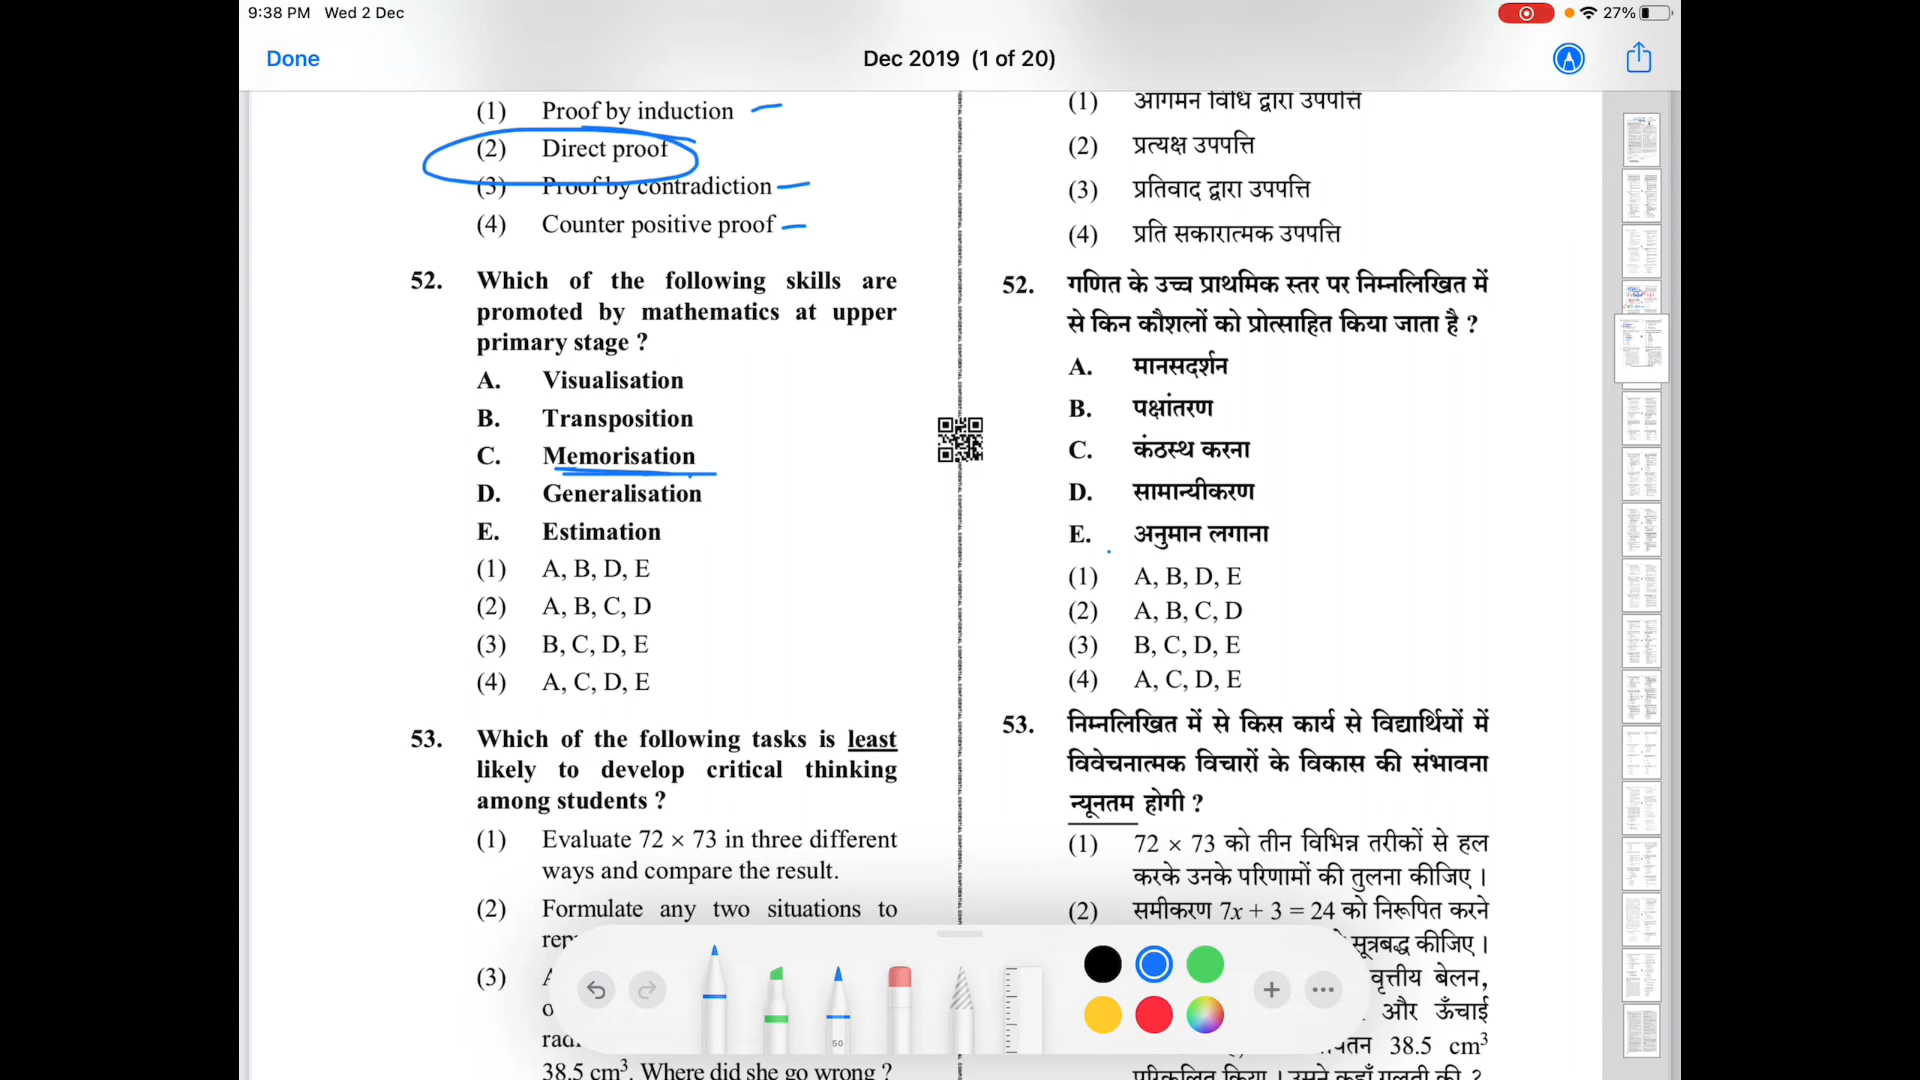 9:38 PM Wed 2 Dec
27%
Done
Dec 2019 (1 of 20)
(1) Proof by induction
(2) Direct proof
(3) Proof by contradiction
(4) Counter positive proof
52. Which of the following skills are
promoted by mathematics at upper
primary stage ?
A. Visualisation
B. Transposition
C. Memorisation
D. Generalisation
E. Estimation
(1) A, B, D, E
(2) A, B, C, D
(3) B, C, D, E
(4) A, C, D, E
53. Which of the following tasks is least
likely to develop critical thinking
among students ?
(1) Evaluate 72 × 73 in three different
ways and compare the result.
(2) Formulate any two situations to
(3)
38.5 cm³. Where did she go wrong ?
(1) आगमन विधि द्वारा उपपत्ति
(2) प्रत्यक्ष उपपत्ति
(3) प्रतिवाद द्वारा उपपत्ति
(4) प्रति सकारात्मक उपपत्ति
52. गणित के उच्च प्राथमिक स्तर पर निम्नलिखित में
से किन कौशलों को प्रोत्साहित किया जाता है ?
A. मानसदर्शन
B. पक्षांतरण
C. कंठस्थ करना
D. सामान्यीकरण
E. अनुमान लगाना
(1) A, B, D, E
(2) A, B, C, D
(3) B, C, D, E
(4) A, C, D, E
53. निम्नलिखित में से किस कार्य से विद्यार्थियों में
विवेचनात्मक विचारों के विकास की संभावना
न्यूनतम होगी ?
(1) 72 × 73 को तीन विभिन्न तरीकों से हल
करके उनके परिणामों की तुलना कीजिए ।
(2) समीकरण 7x + 3 = 24 को निरूपित करने
सूत्रबद्ध कीजिए ।
वृत्तीय बेलन,
और ऊँचाई
38.5 cm³
50